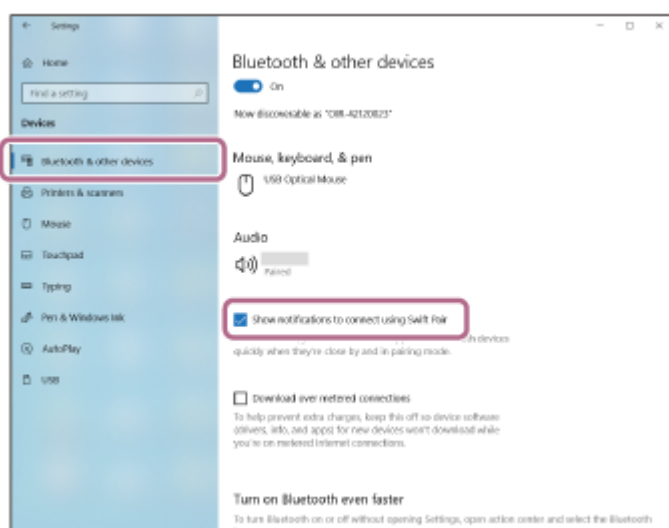 Settings
Home
Find a setting
Devices
Bluetooth & other devices
Printers & scanners
Mouse
Touchpad
Typing
Pen & Windows Ink
AutoPlay
USB
Bluetooth & other devices
On
Now discoverable as
Mouse, keyboard, & pen
USB Optical Mouse
Audio
Paired
Show notifications to connect using Swift Pair
devices
quickly when they're close by and in pairing mode.
Download over metered connections
To help prevent extra charges, keep this off so device software
(drivers, info, and apps) for new devices won't download while
you're on metered Internet connections.
Turn on Bluetooth even faster
To turn Bluetooth on or off without opening Settings, open action center and select the Bluetooth